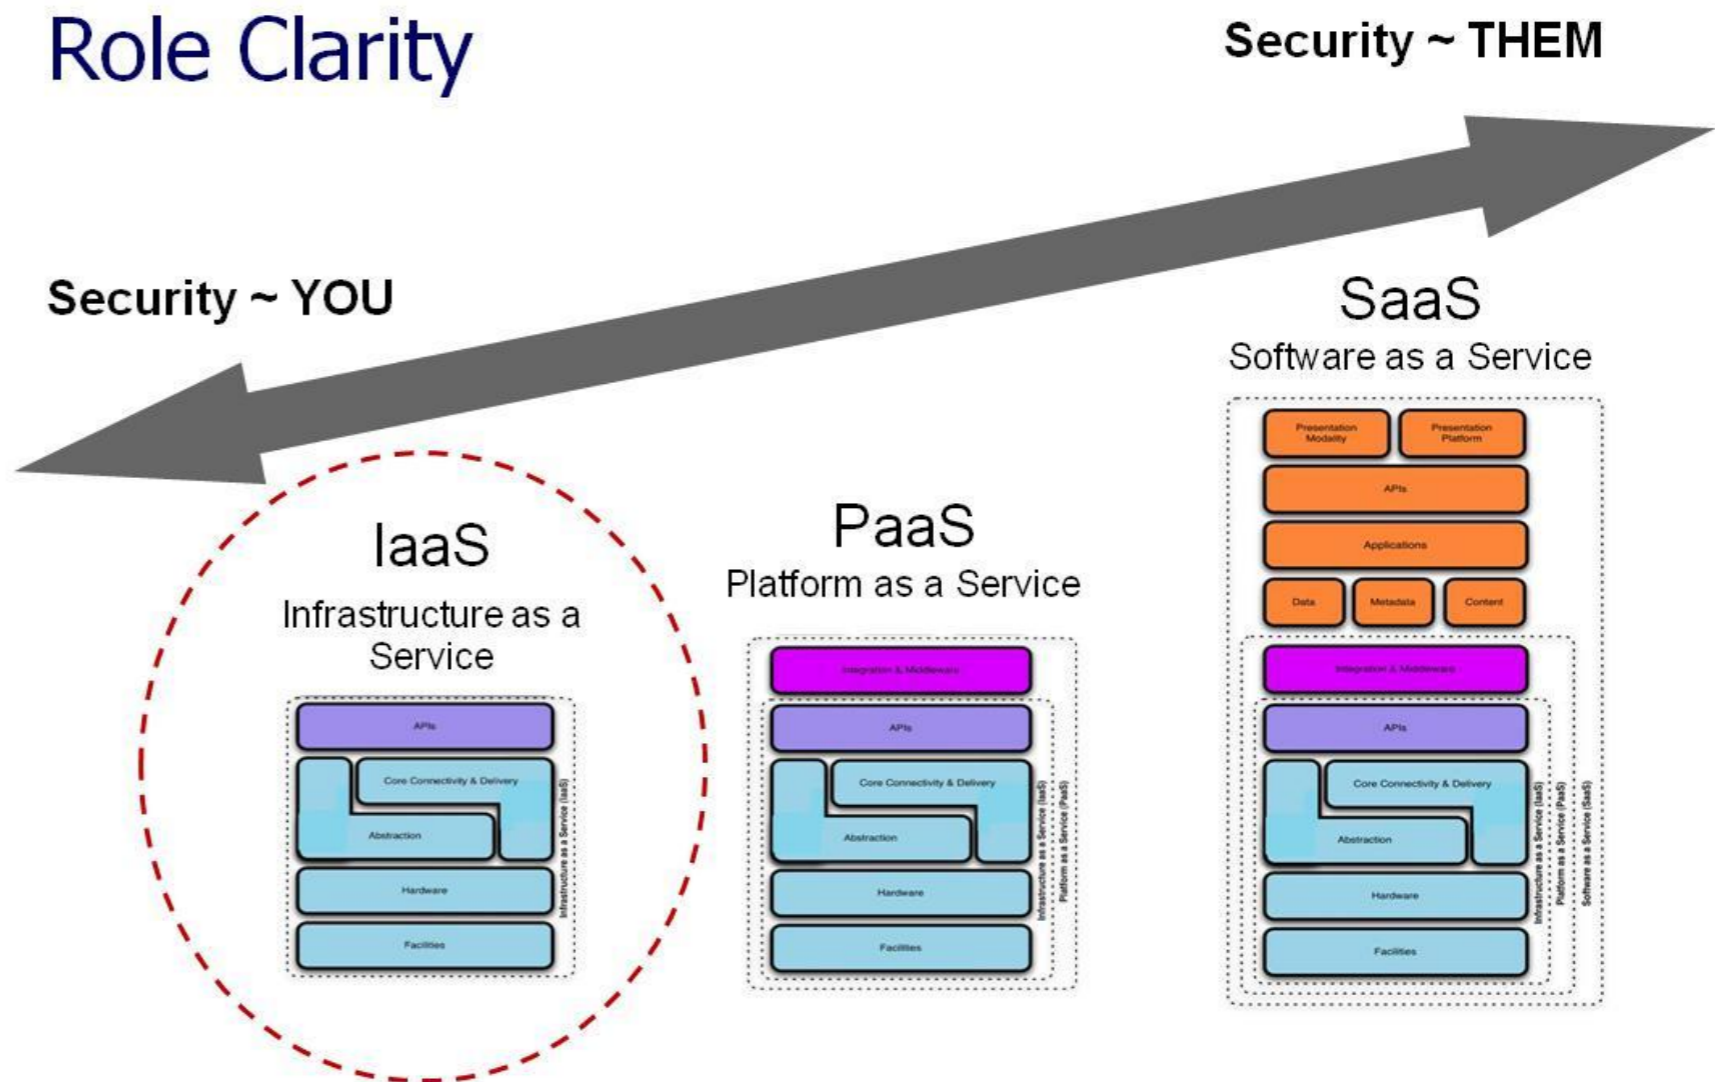 Role Clarity
Security ~ THEM
Security ~ YOU
IaaS
Infrastructure as a
Service
APIs
Core Connectivity & Delivery
Abstraction
Hardware
Facilities
Infrastructure as a Service (IaaS)
PaaS
Platform as a Service
Integration & Middleware
APIs
Core Connectivity & Delivery
Abstraction
Hardware
Facilities
Infrastructure as a Service (IaaS)
Platform as a Service (PaaS)
SaaS
Software as a Service
Presentation
Modality
Presentation
Platform
APIs
Applications
Data
Metadata
Content
Integration & Middleware
APIs
Core Connectivity & Delivery
Abstraction
Hardware
Facilities
Infrastructure as a Service (IaaS)
Platform as a Service (PaaS)
Software as a Service (SaaS)